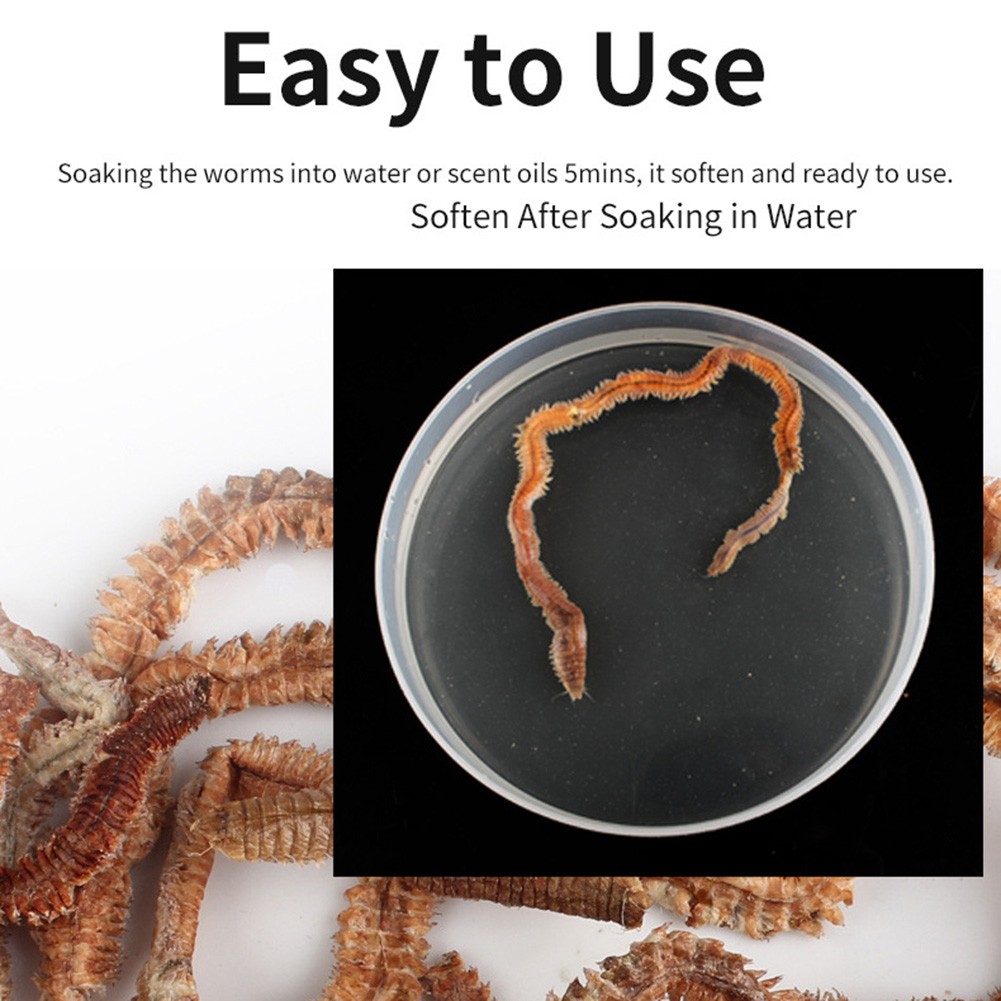 Easy to Use
Soaking the worms into water or scent oils 5mins, it soften and ready to use.
Soften After Soaking in Water